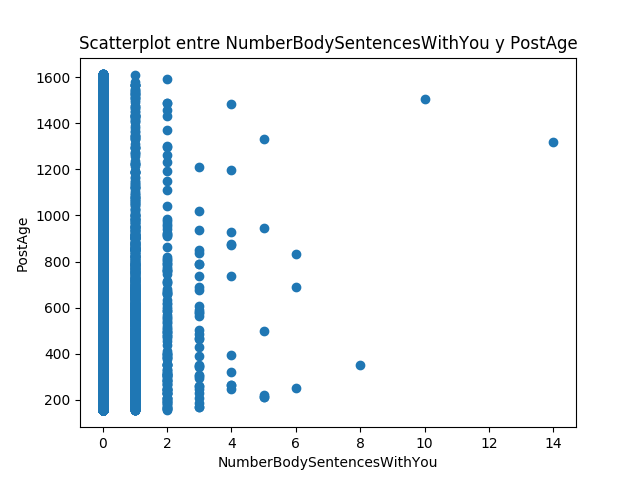 Scatterplot entre NumberBodySentencesWithYou y PostAge
1600
1400
1200
1000
800
600
400
200
PostAge
0 2 4 6 8 10 12 14
NumberBodySentencesWithYou